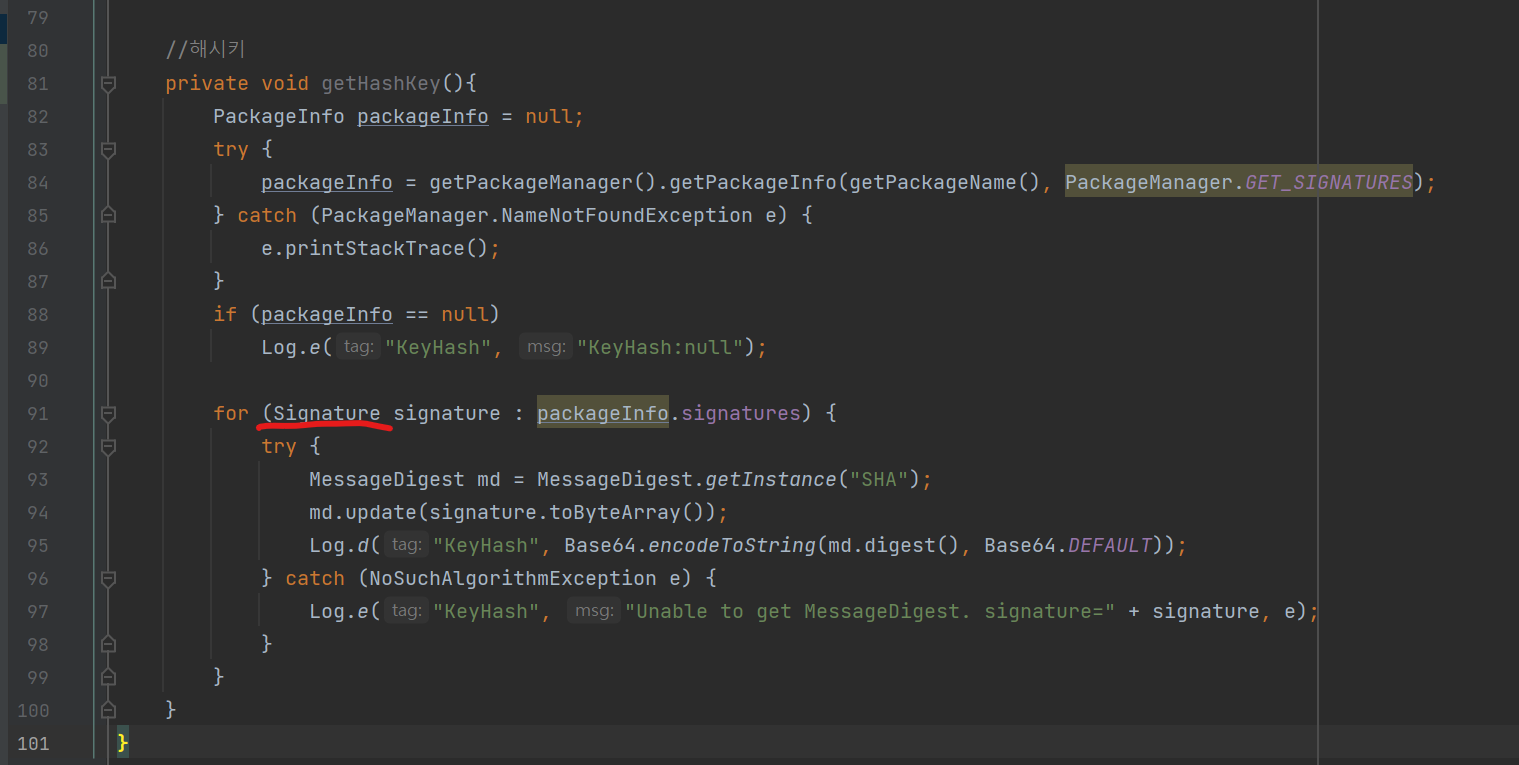 79
80 //해시키
81 private void getHashKey(){
82 PackageInfo packageInfo = null;
83 try {
84 packageInfo = getPackageManager().getPackageInfo(getPackageName(), PackageManager.GET_SIGNATURES);
85 } catch (PackageManager.NameNotFoundException e) {
86 e.printStackTrace();
87 }
88 if (packageInfo == null)
89 Log.e( tag: "KeyHash", msg: "KeyHash:null");
90
91 for (Signature signature : packageInfo.signatures) {
92 try {
93 MessageDigest md = MessageDigest.getInstance("SHA");
94 md.update(signature.toByteArray());
95 Log.d( tag: "KeyHash", Base64.encodeToString(md.digest(), Base64.DEFAULT));
96 } catch (NoSuchAlgorithmException e) {
97 Log.e( tag: "KeyHash", msg: "Unable to get MessageDigest. signature=" + signature, e);
98 }
99 }
100 }
101 }